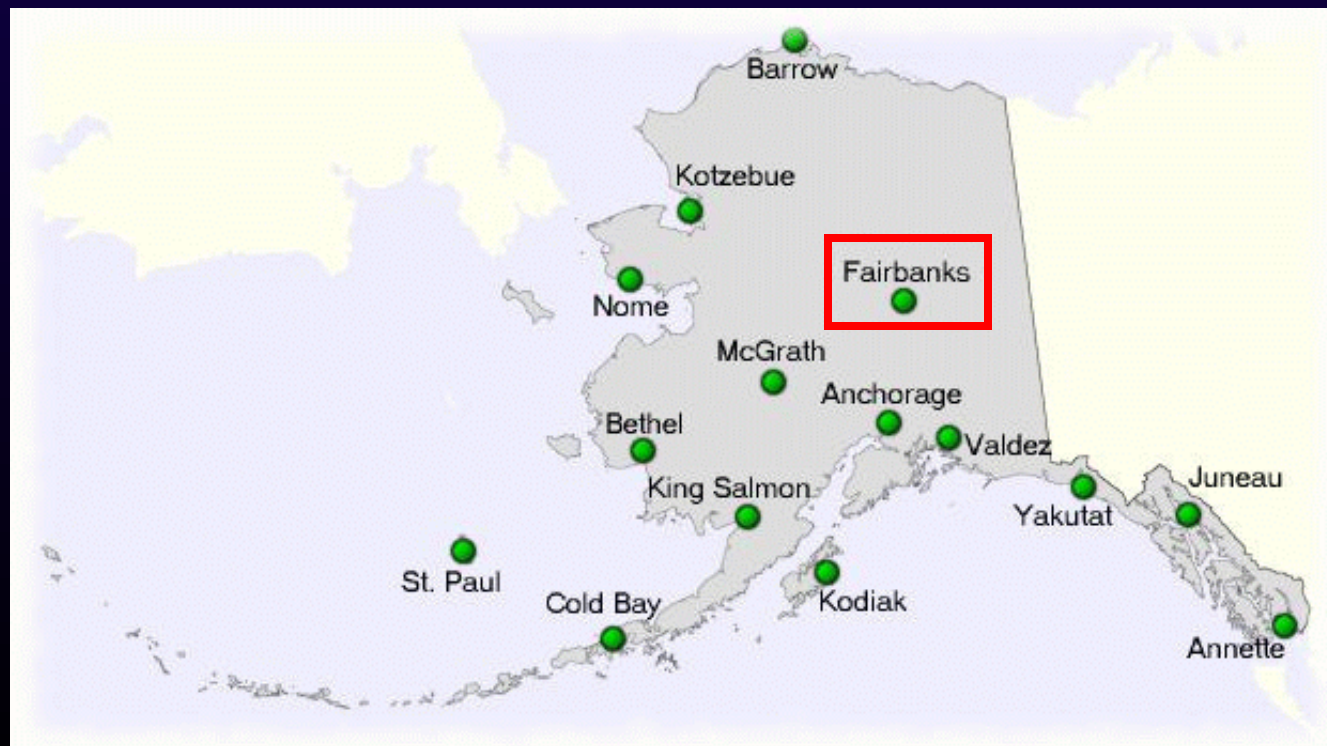 Barrow
Kotzebue
Fairbanks
Nome
McGrath
Anchorage
Bethel
Valdez
King Salmon
Juneau
Yakutat
St. Paul
Cold Bay
Kodiak
Annette